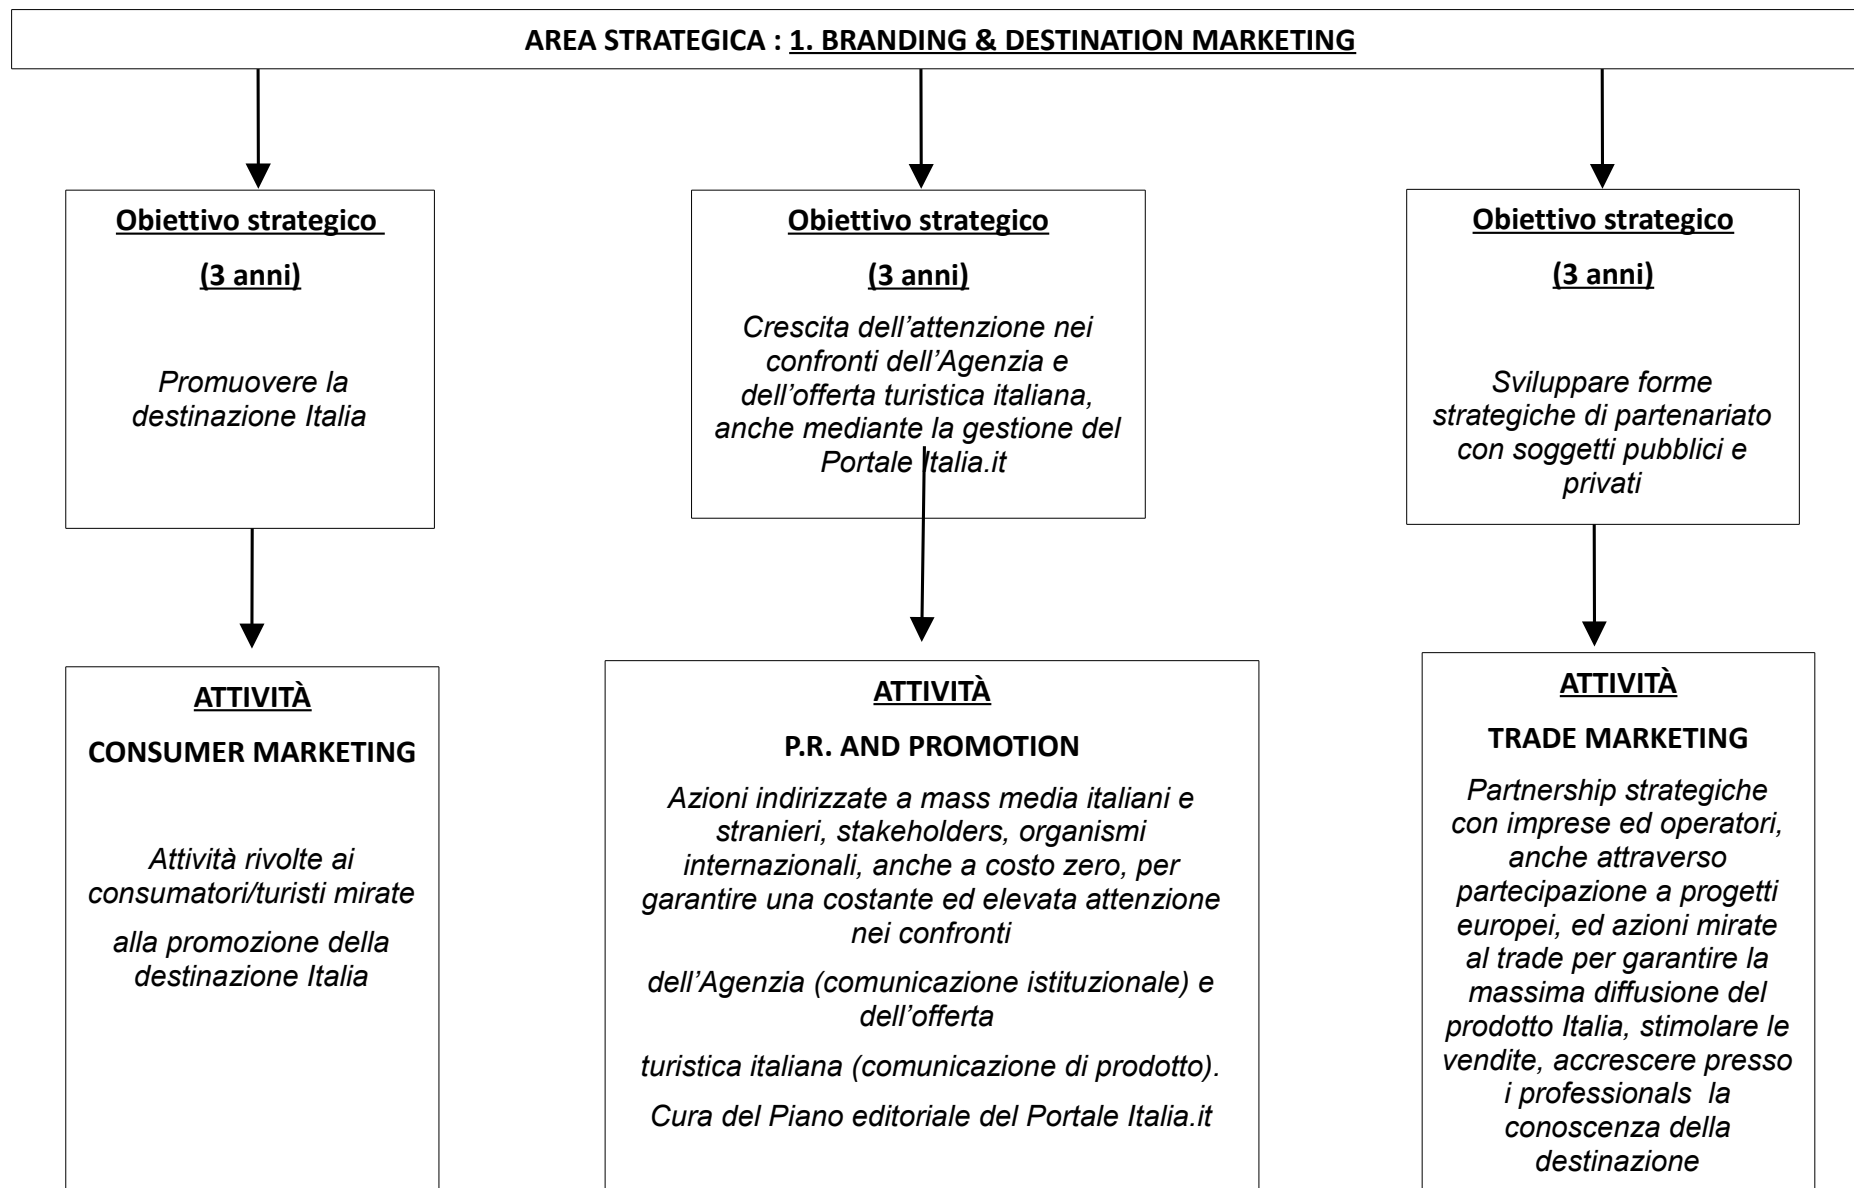 AREA STRATEGICA : 1. BRANDING & DESTINATION MARKETING
Obiettivo strategico
(3 anni)
Promuovere la
destinazione Italia
Obiettivo strategico
(3 anni)
Crescita dell’attenzione nei
confronti dell’Agenzia e
dell’offerta turistica italiana,
anche mediante la gestione del
Portale Italia.it
Obiettivo strategico
(3 anni)
Sviluppare forme
strategiche di partenariato
con soggetti pubblici e
privati
ATTIVITÀ
CONSUMER MARKETING
Attività rivolte ai
consumatori/turisti mirate
alla promozione della
destinazione Italia
ATTIVITÀ
P.R. AND PROMOTION
Azioni indirizzate a mass media italiani e
stranieri, stakeholders, organismi
internazionali, anche a costo zero, per
garantire una costante ed elevata attenzione
nei confronti
dell’Agenzia (comunicazione istituzionale) e
dell’offerta
turistica italiana (comunicazione di prodotto).
Cura del Piano editoriale del Portale Italia.it
ATTIVITÀ
TRADE MARKETING
Partnership strategiche
con imprese ed operatori,
anche attraverso
partecipazione a progetti
europei, ed azioni mirate
al trade per garantire la
massima diffusione del
prodotto Italia, stimolare le
vendite, accrescere presso
i professionals la
conoscenza della
destinazione